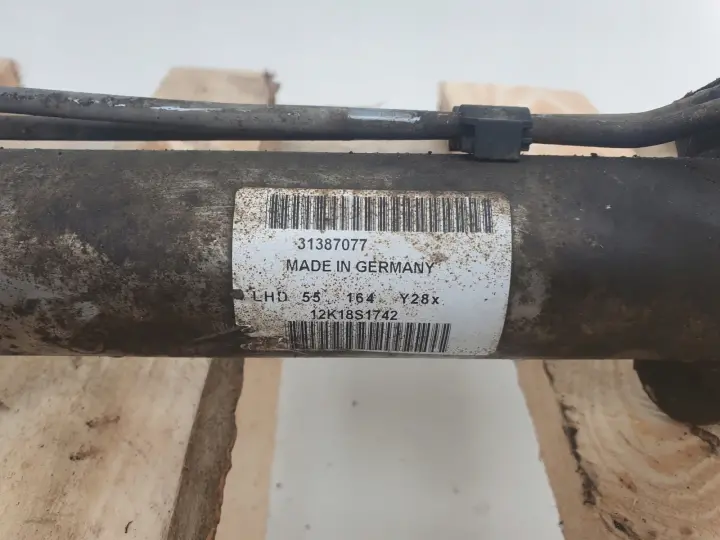 31387077
MADE IN GERMANY
LHD 55 164 Y28x
12K18S1742